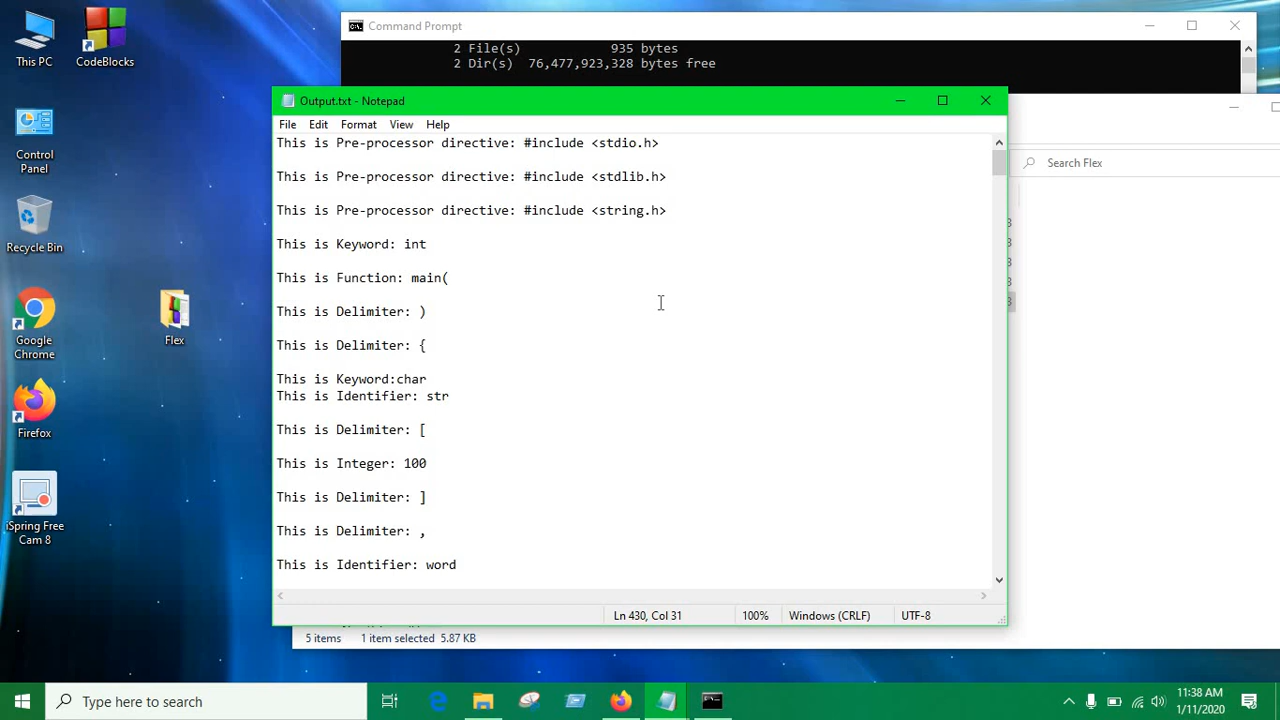 This PC
CodeBlocks
Control
Panel
Recycle Bin
Google
Chrome
Flex
Firefox
iSpring Free
Cam 8
Command Prompt
2 File(s) 935 bytes
2 Dir(s) 76,477,923,328 bytes free
Output.txt - Notepad
File Edit Format View Help
This is Pre-processor directive: #include <stdio.h>
This is Pre-processor directive: #include <stdlib.h>
This is Pre-processor directive: #include <string.h>
This is Keyword: int
This is Function: main(
This is Delimiter: )
This is Delimiter: {
This is Keyword:char
This is Identifier: str
This is Delimiter: [
This is Integer: 100
This is Delimiter: ]
This is Delimiter: ,
This is Identifier: word
Ln 430, Col 31 100% Windows (CRLF) UTF-8
Search Flex
5 items 1 item selected 5.87 KB
Type here to search
11:38 AM
1/11/2020